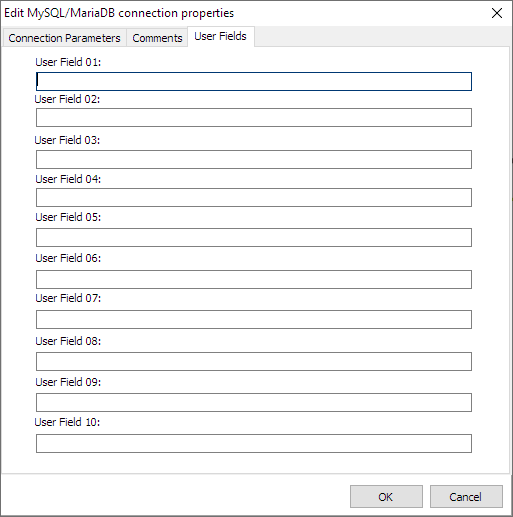 Edit MySQL/MariaDB connection properties
Connection Parameters Comments User Fields
User Field 01:
User Field 02:
User Field 03:
User Field 04:
User Field 05:
User Field 06:
User Field 07:
User Field 08:
User Field 09:
User Field 10:
OK Cancel